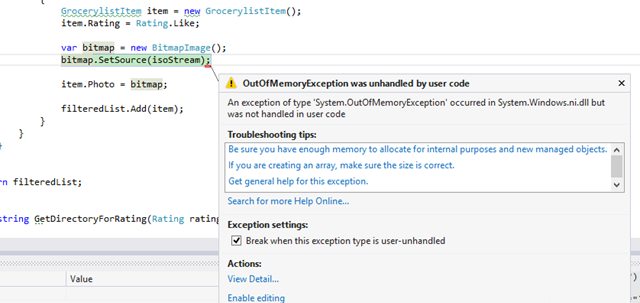 {
GrocerylistItem item = new GrocerylistItem();
item.Rating = Rating.Like;
var bitmap = new BitmapImage();
bitmap.SetSource(isoStream);
item.Photo = bitmap;
filteredList.Add(item);
}
}
rn filteredList;
string GetDirectoryForRating(Rating rating
Value
OutOfMemoryException was unhandled by user code
An exception of type 'System.OutOfMemoryException' occurred in System.Windows.ni.dll but
was not handled in user code
Troubleshooting tips:
Be sure you have enough memory to allocate for internal purposes and new managed objects.
If you are creating an array, make sure the size is correct.
Get general help for this exception.
Search for more Help Online...
Exception settings:
Break when this exception type is user-unhandled
Actions:
View Detail...
Enable editing